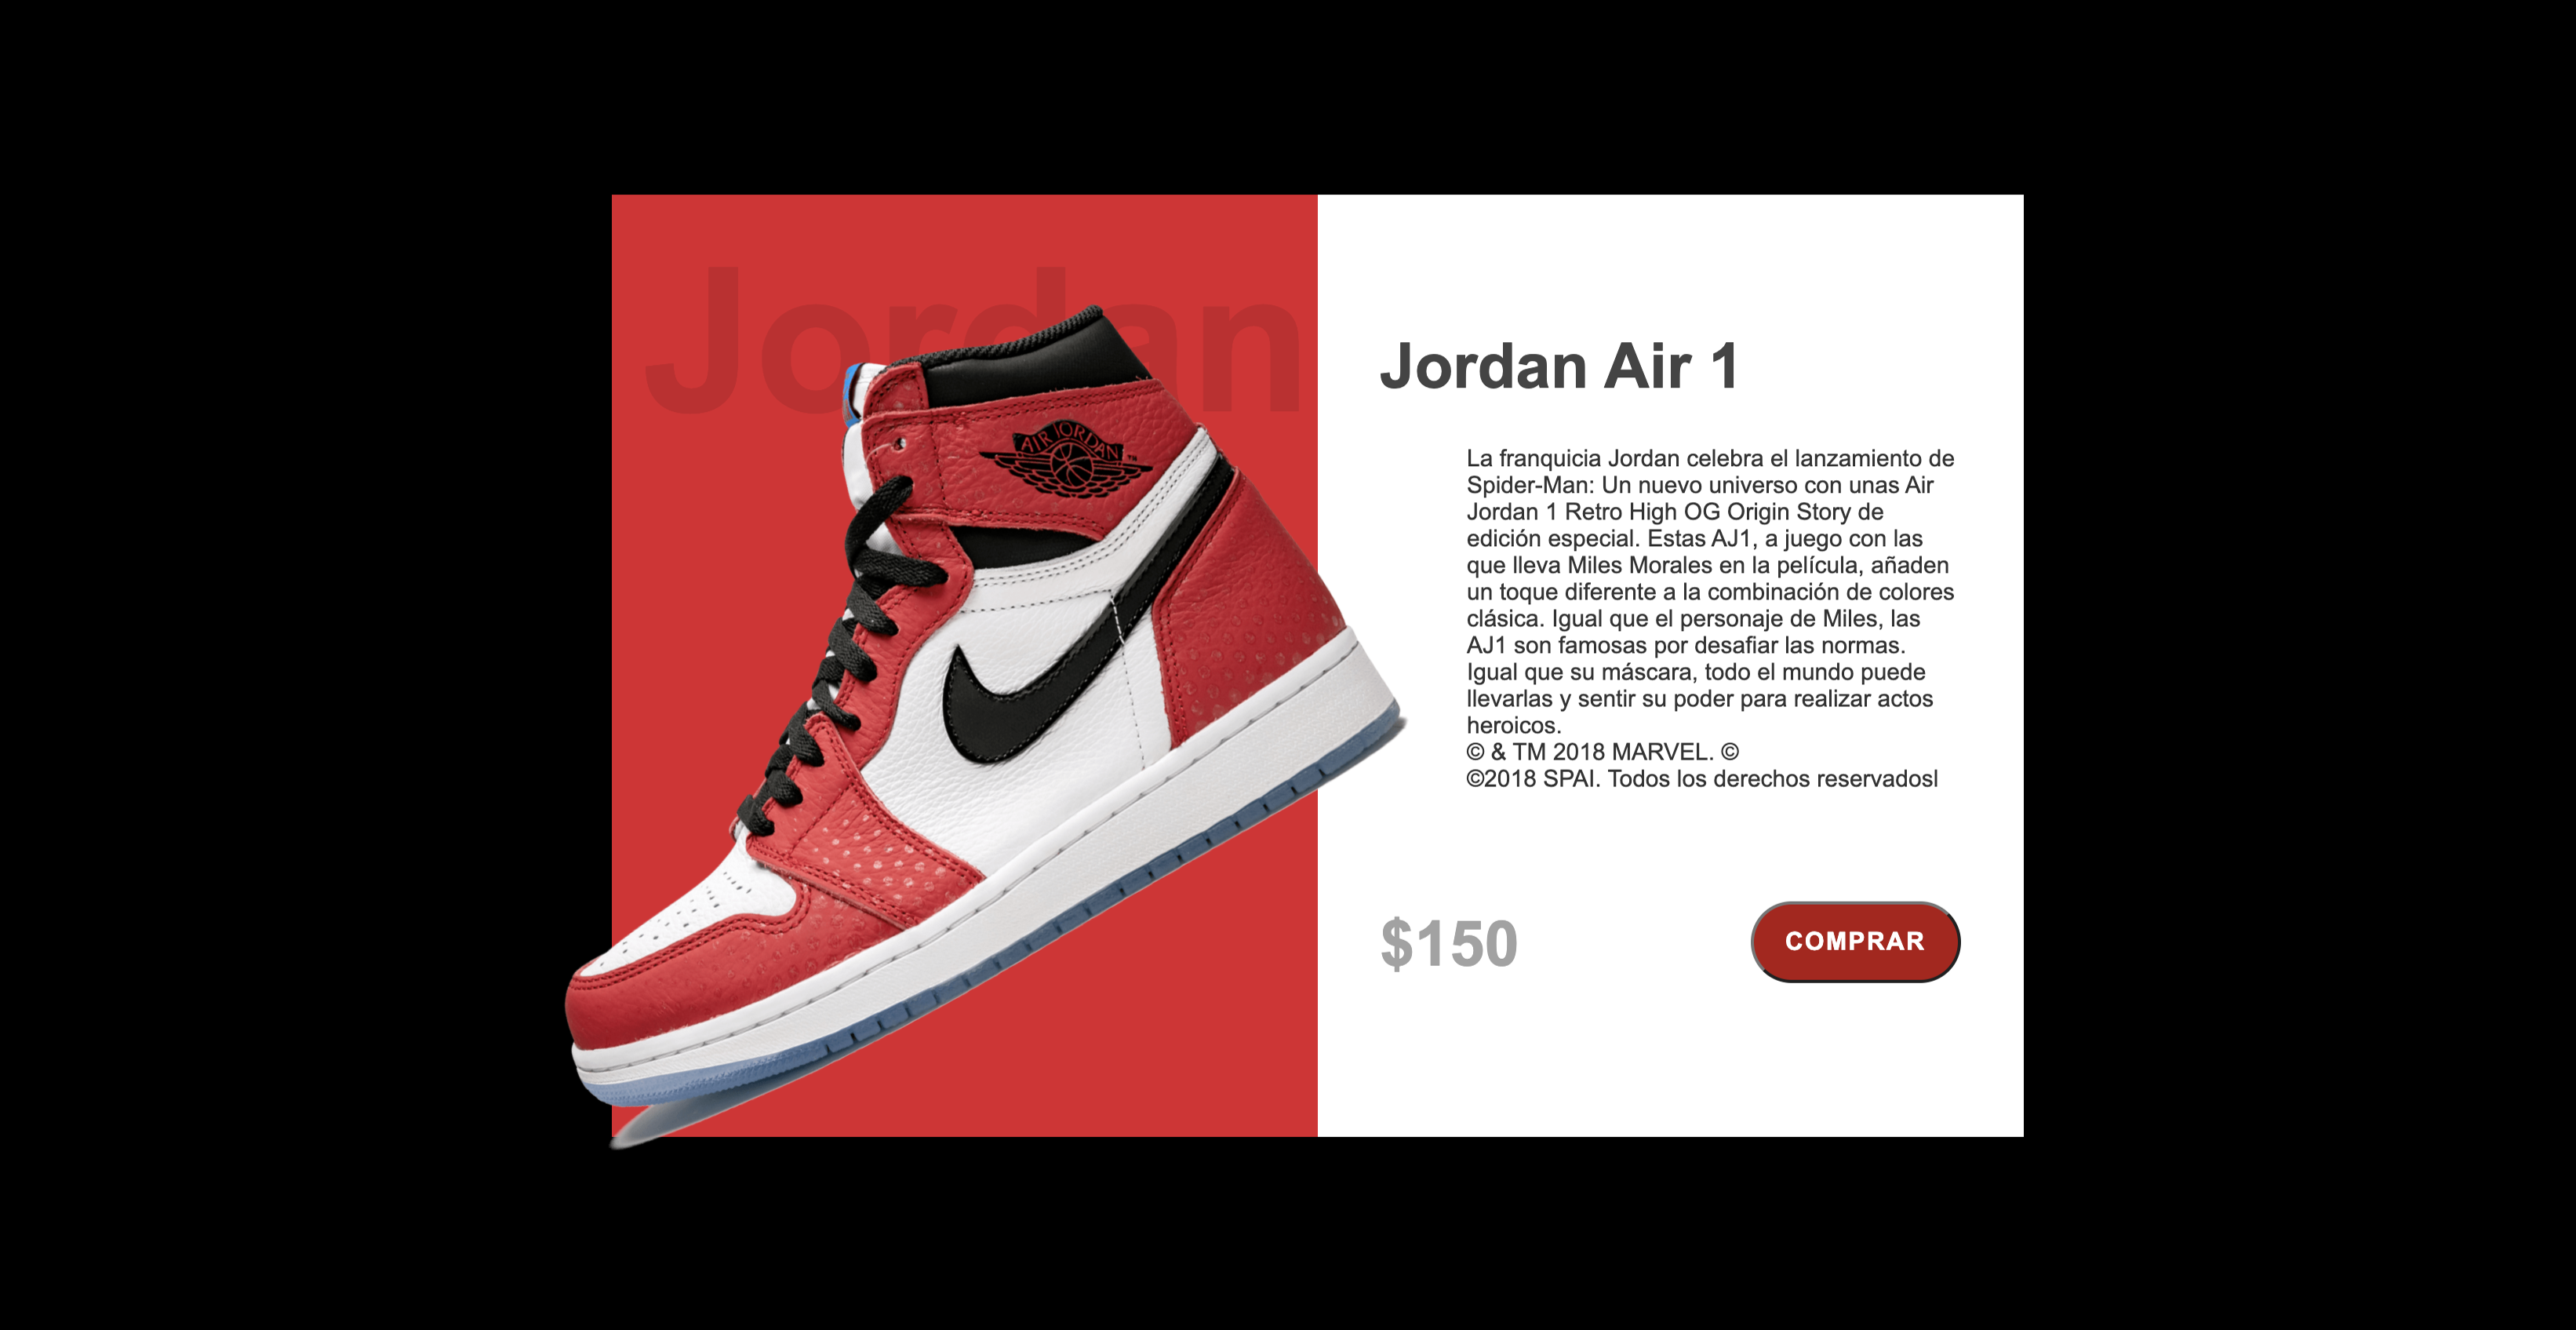 Jordan
AIR JORDAN
TM
Jordan Air 1
La franquicia Jordan celebra el lanzamiento de
Spider-Man: Un nuevo universo con unas Air
Jordan 1 Retro High OG Origin Story de
edición especial. Estas AJ1, a juego con las
que lleva Miles Morales en la película, añaden
un toque diferente a la combinación de colores
clásica. Igual que el personaje de Miles, las
AJ1 son famosas por desafiar las normas.
Igual que su máscara, todo el mundo puede
llevarlas y sentir su poder para realizar actos
heroicos.
© & TM 2018 MARVEL. ©
©2018 SPAI. Todos los derechos reservadosl
$150
COMPRAR